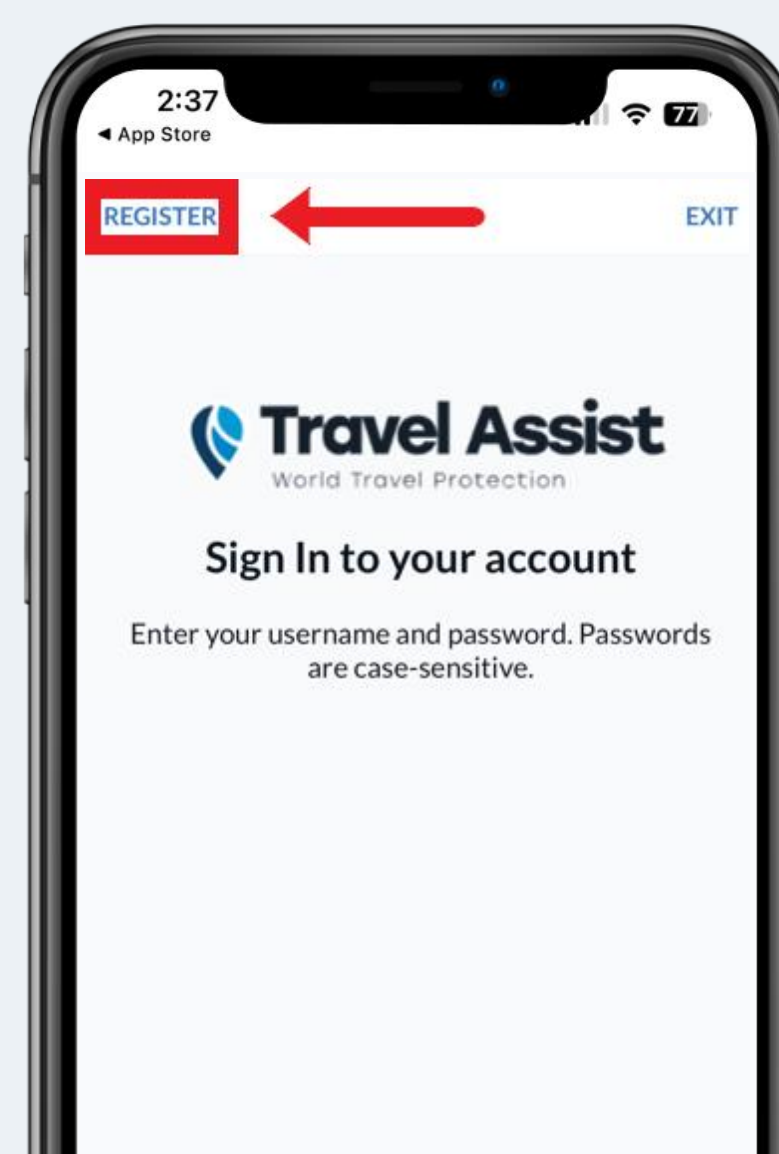 2:37
77
◀ App Store
REGISTER
EXIT
Travel Assist
World Travel Protection
Sign In to your account
Enter your username and password. Passwords
are case-sensitive.